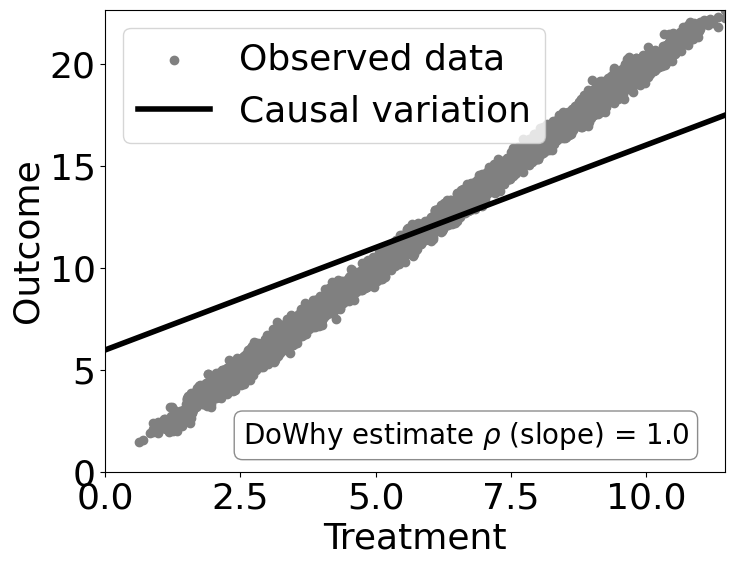 Observed data
Causal variation
Outcome
20
15
10
5
0
DoWhy estimate ρ (slope) = 1.0
0.0 2.5 5.0 7.5 10.0
Treatment